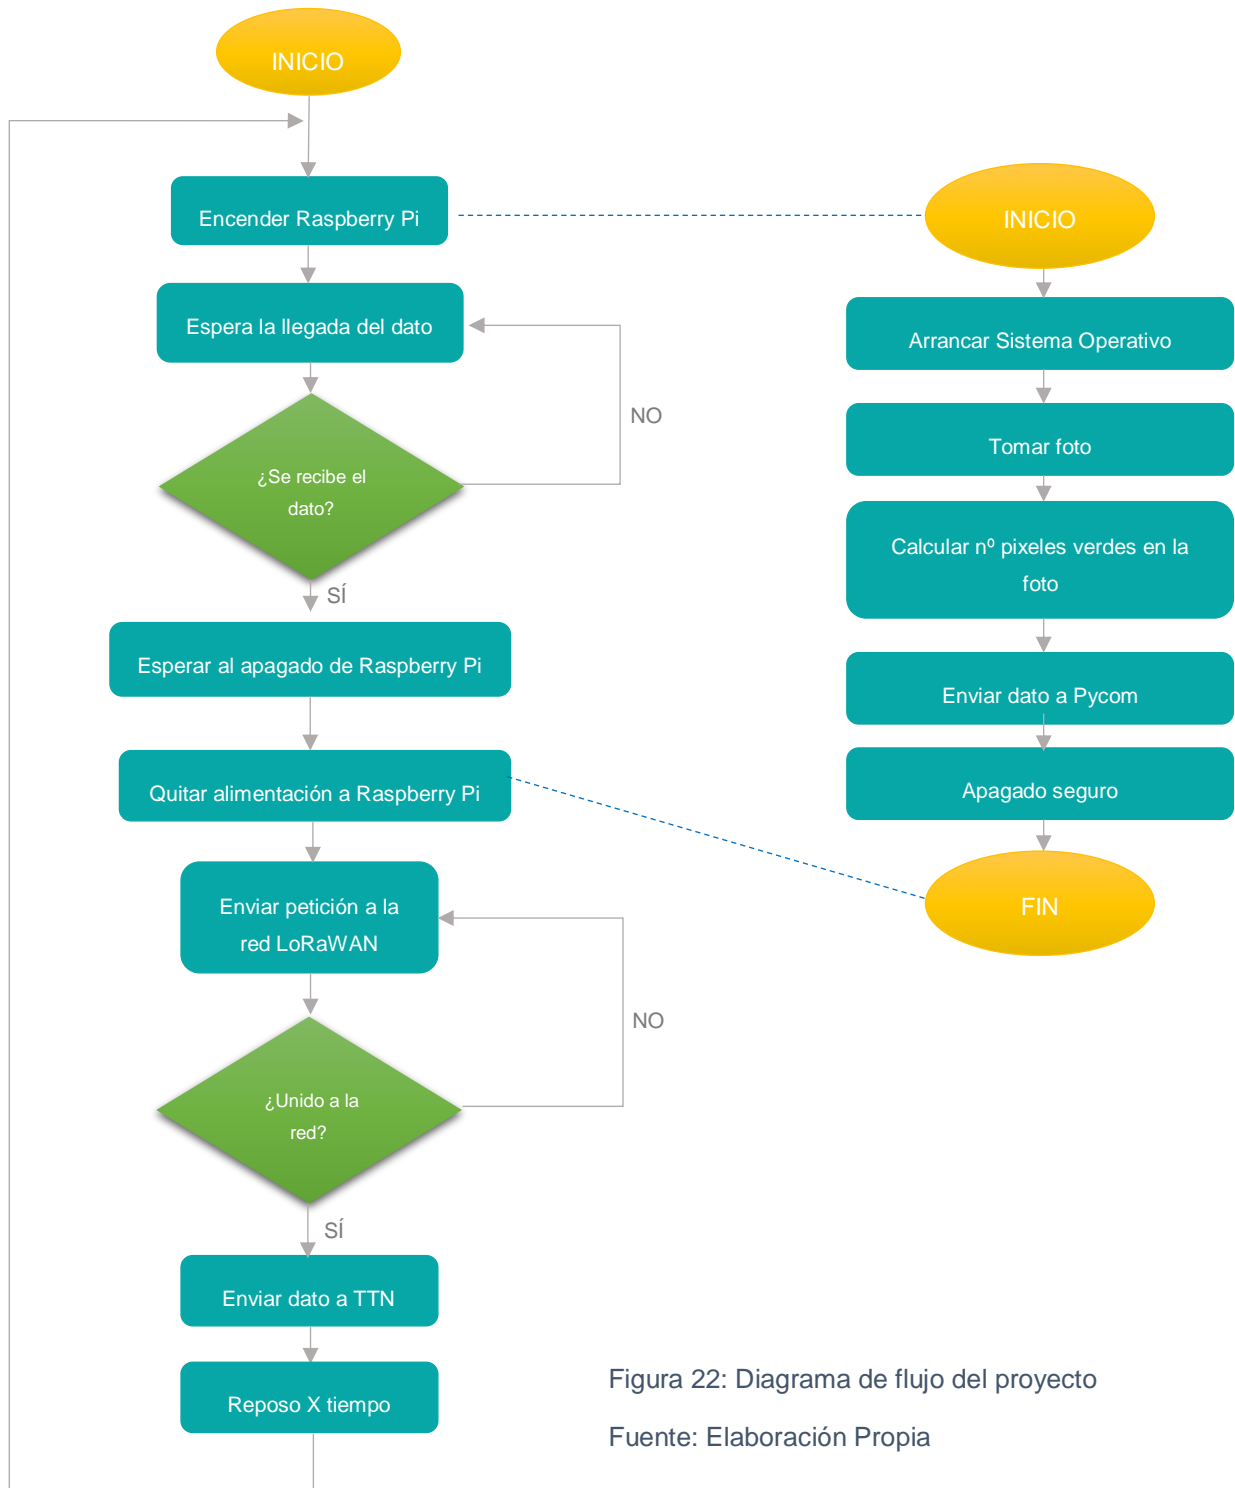 INICIO
Encender Raspberry Pi
Espera la llegada del dato
NO
¿Se recibe el
dato?
SÍ
Esperar al apagado de Raspberry Pi
Quitar alimentación a Raspberry Pi
Enviar petición a la
red LoRaWAN
NO
¿Unido a la
red?
SÍ
Enviar dato a TTN
Reposo X tiempo
INICIO
Arrancar Sistema Operativo
Tomar foto
Calcular nº pixeles verdes en la
foto
Enviar dato a Pycom
Apagado seguro
FIN
Figura 22: Diagrama de flujo del proyecto
Fuente: Elaboración Propia